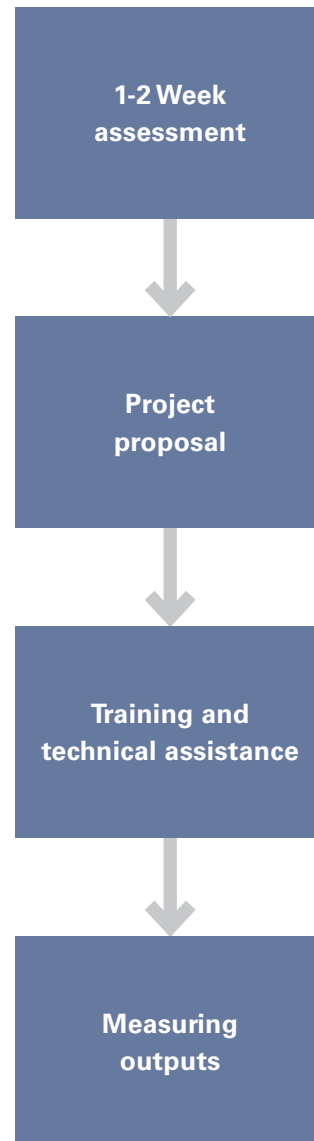 1-2 Week
assessment
Project
proposal
Training and
technical assistance
Measuring
outputs